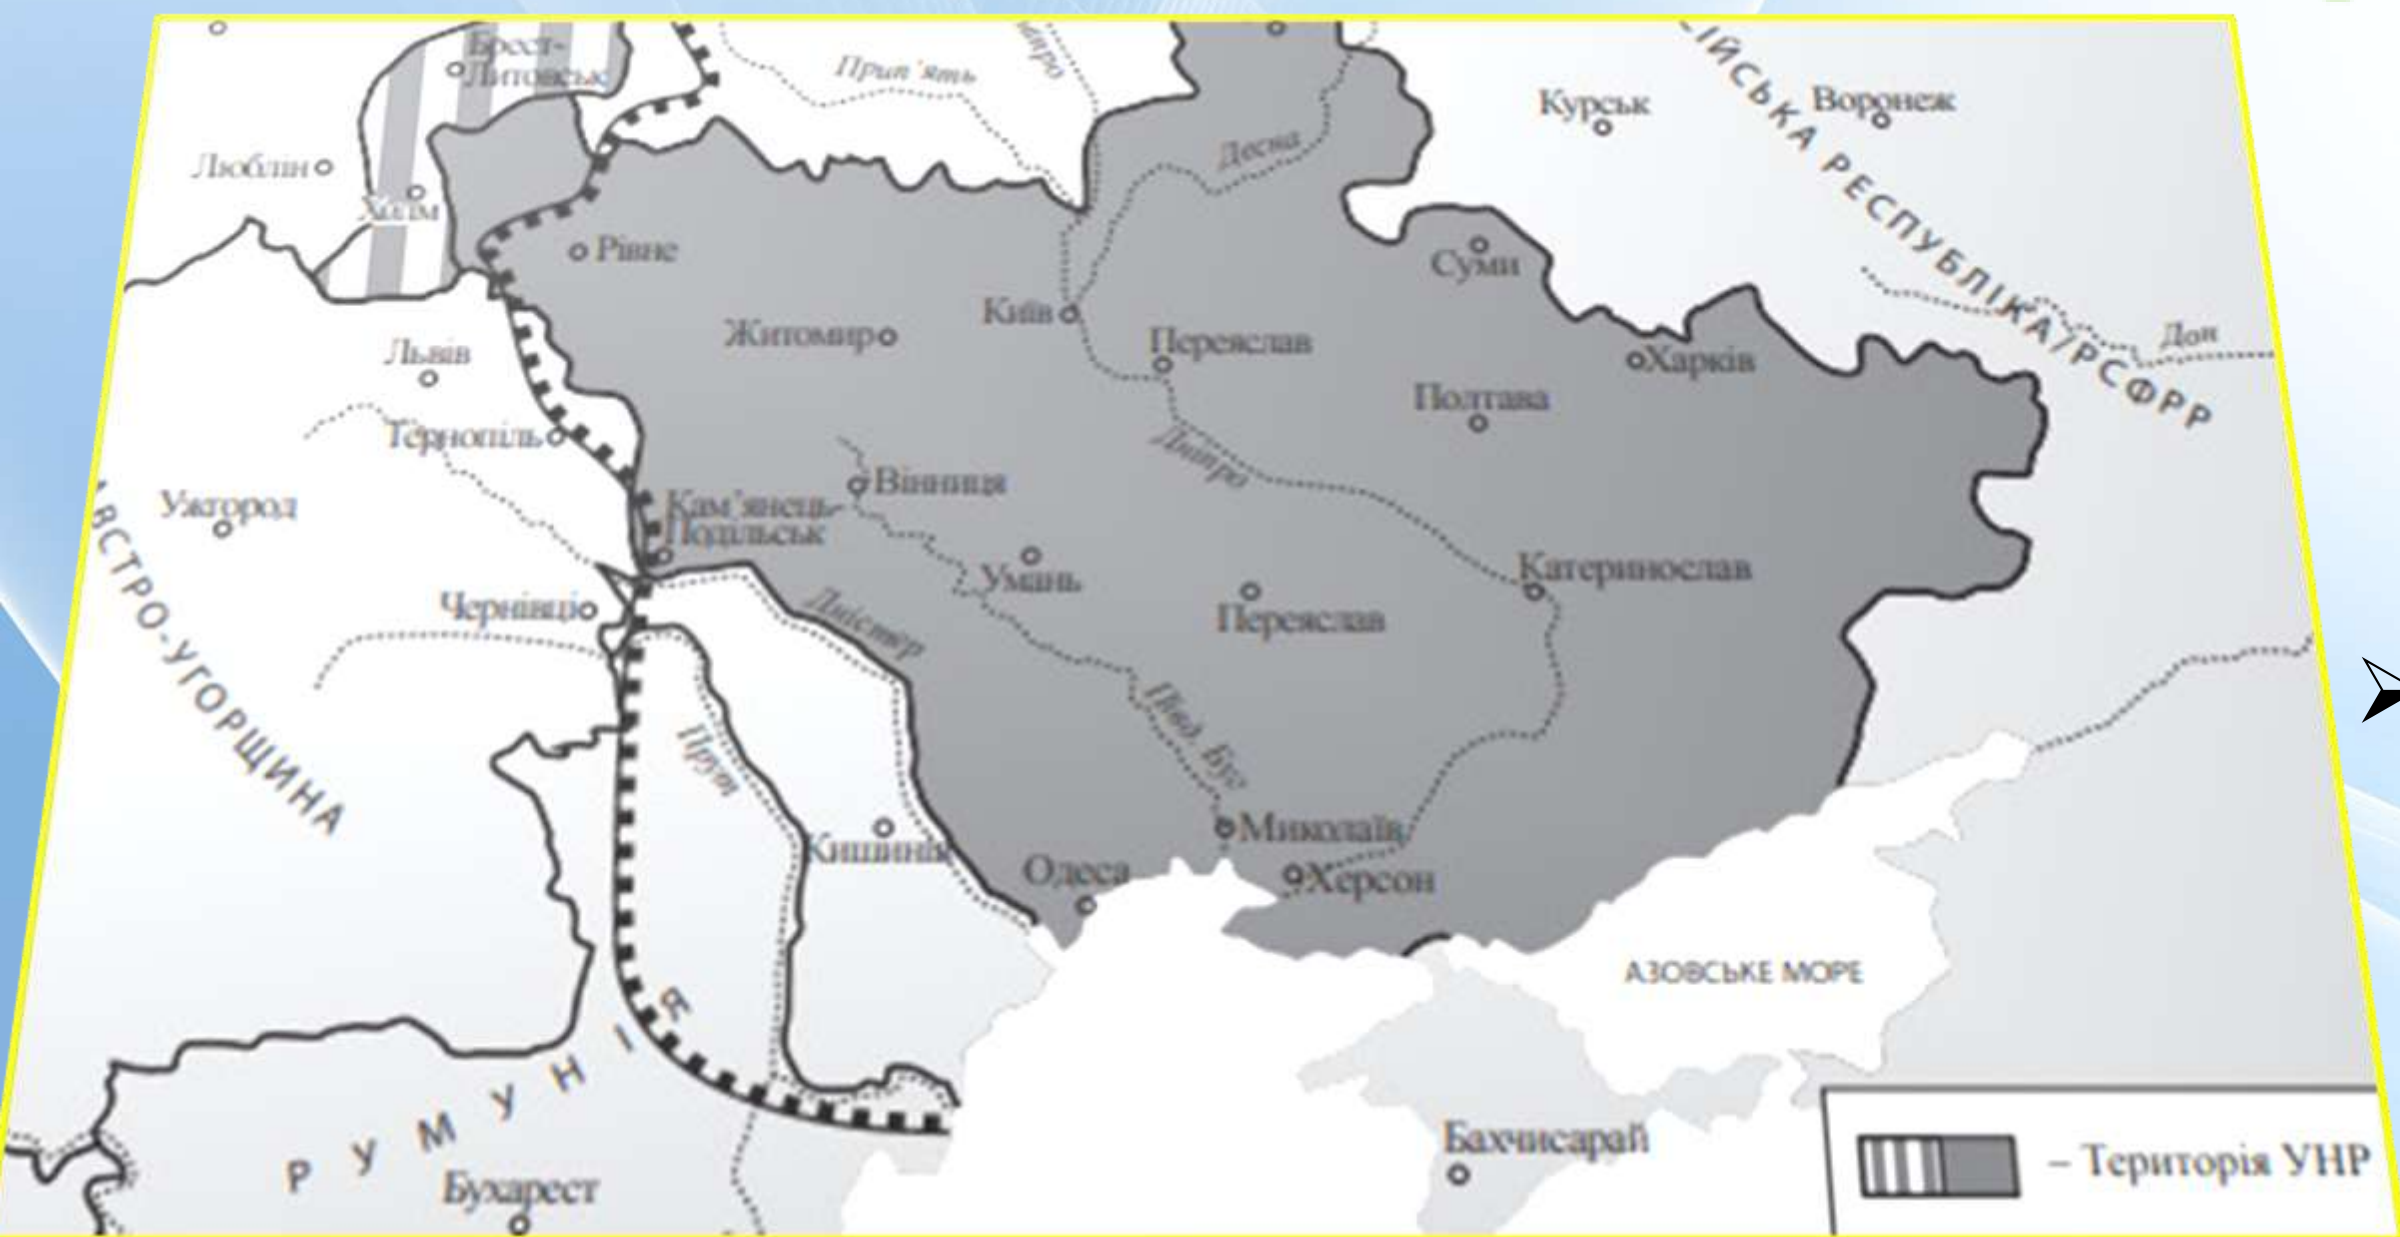 Брест-
Литовськ
Прип'ять
Курськ
Воронеж
Десна
Люблін
Холм
Рівне
Суми
Київ
Житомир
Переяслав
Харків
Дон
ІЙСЬКА РЕСПУБЛІКА/РСФРР
Львів
Полтава
Тернопіль
Дніпро
Вінниця
Ужгород
Кам'янець-
Подільськ
Умань
Катеринослав
Чернівці
Дністер
Переяслав
АВСТРО-УГОРЩИНА
Півд. Буг
Прут
Миколаїв
Кишинів
Одеса
Херсон
АЗОВСЬКЕ МОРЕ
РУМУНІЯ
Бахчисарай
Бухарест
– Територія УНР